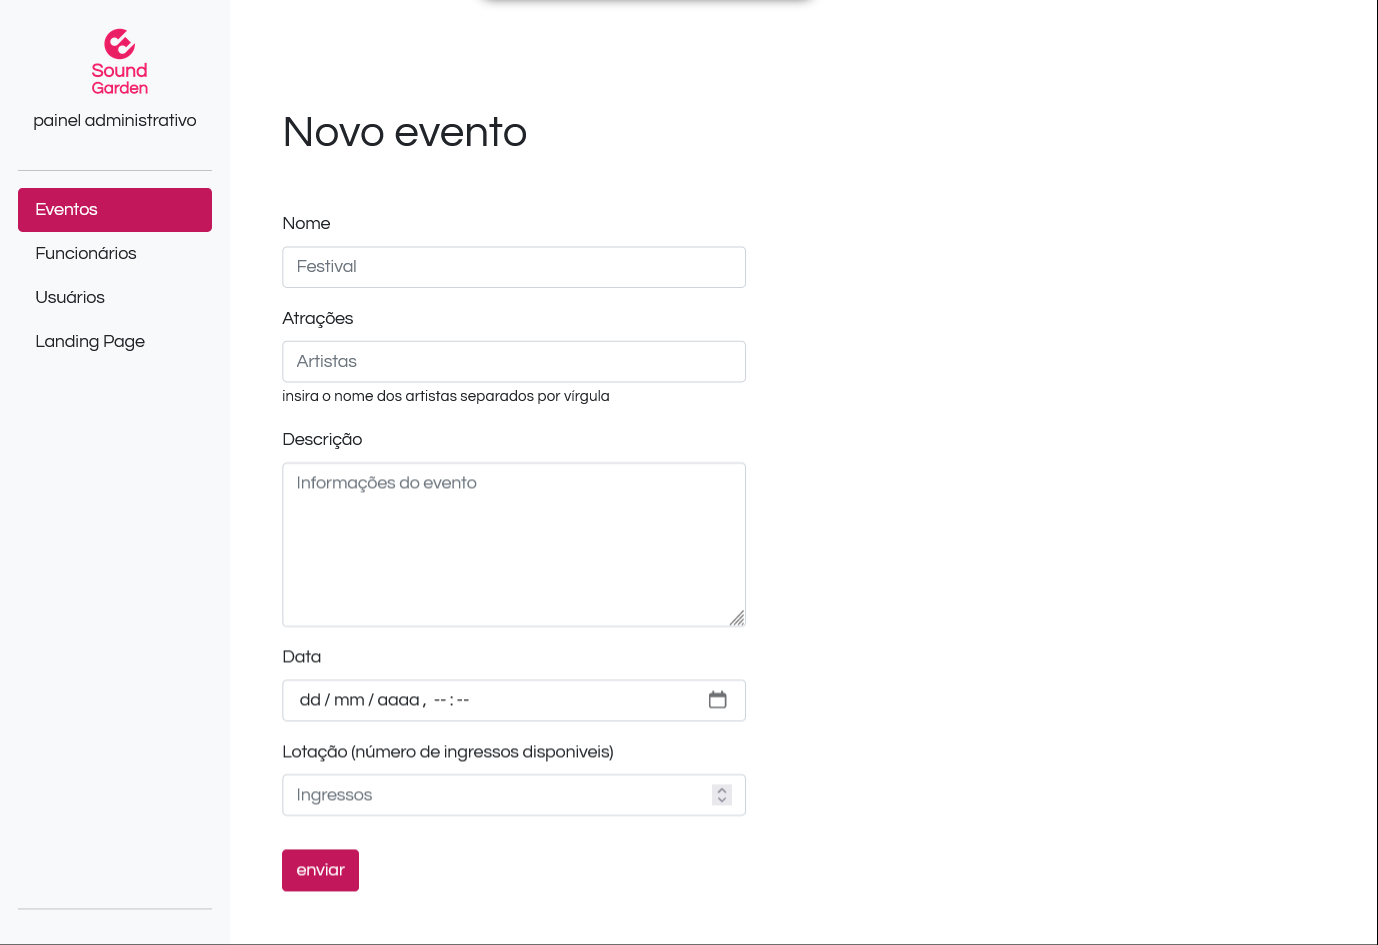 Sound
Garden
painel administrativo
Eventos
Funcionários
Usuários
Landing Page
Novo evento
Nome
Festival
Atrações
Artistas
insira o nome dos artistas separados por vírgula
Descrição
Informações do evento
Data
dd / mm / aaaa , -- : --
Lotação (número de ingressos disponiveis)
Ingressos
enviar